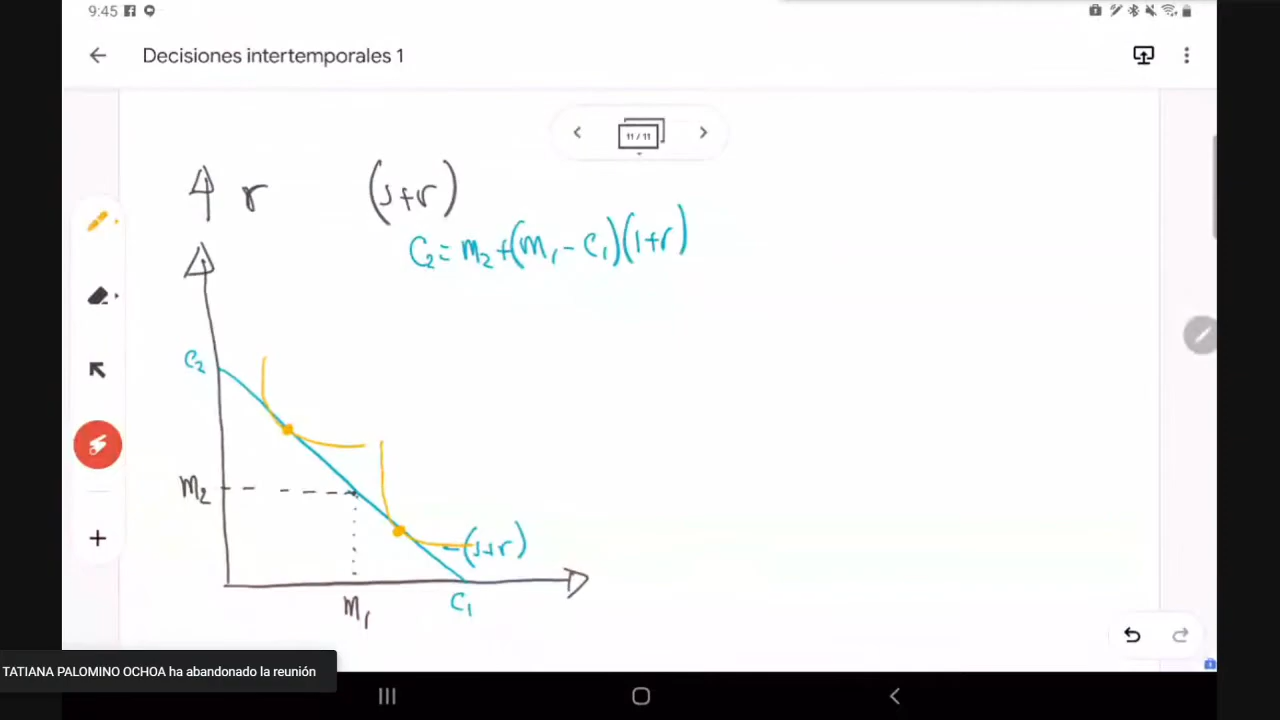 9:45
Decisiones intertemporales 1
11 / 11
r (1+r)
C₂ = m₂ + (m₁ - C₁)(1+r)
C₂
m₂
-(1+r)
m₁
C₁
TATIANA PALOMINO OCHOA ha abandonado la reunión